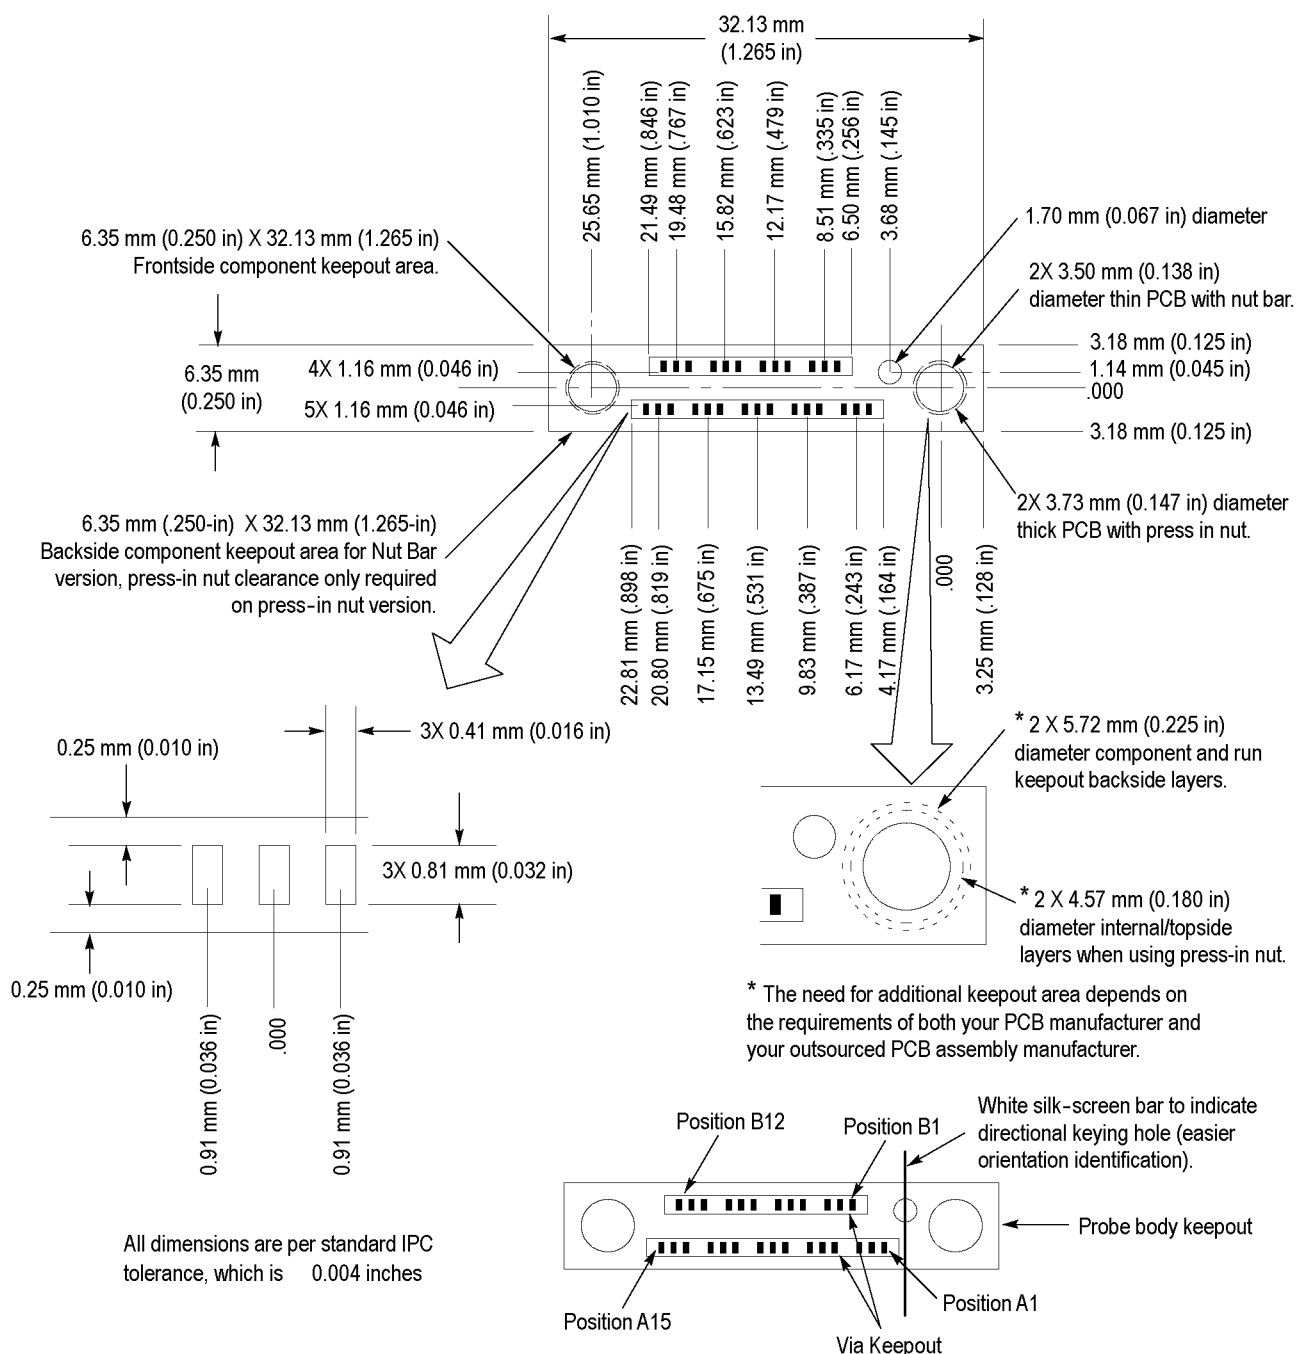 32.13 mm
(1.265 in)
25.65 mm (1.010 in)
21.49 mm (.846 in)
19.48 mm (.767 in)
15.82 mm (.623 in)
12.17 mm (.479 in)
8.51 mm (.335 in)
6.50 mm (.256 in)
3.68 mm (.145 in)
6.35 mm (0.250 in) X 32.13 mm (1.265 in)
Frontside component keepout area.
1.70 mm (0.067 in) diameter
2X 3.50 mm (0.138 in)
diameter thin PCB with nut bar.
6.35 mm
(0.250 in)
4X 1.16 mm (0.046 in)
5X 1.16 mm (0.046 in)
3.18 mm (0.125 in)
1.14 mm (0.045 in)
.000
3.18 mm (0.125 in)
6.35 mm (.250-in) X 32.13 mm (1.265-in)
Backside component keepout area for Nut Bar
version, press-in nut clearance only required
on press-in nut version.
2X 3.73 mm (0.147 in) diameter
thick PCB with press in nut.
22.81 mm (.898 in)
20.80 mm (.819 in)
17.15 mm (.675 in)
13.49 mm (.531 in)
9.83 mm (.387 in)
6.17 mm (.243 in)
4.17 mm (.164 in)
.000
3.25 mm (.128 in)
0.25 mm (0.010 in)
3X 0.41 mm (0.016 in)
3X 0.81 mm (0.032 in)
0.25 mm (0.010 in)
0.91 mm (0.036 in)
.000
0.91 mm (0.036 in)
* 2 X 5.72 mm (0.225 in)
diameter component and run
keepout backside layers.
* 2 X 4.57 mm (0.180 in)
diameter internal/topside
layers when using press-in nut.
* The need for additional keepout area depends on
the requirements of both your PCB manufacturer and
your outsourced PCB assembly manufacturer.
All dimensions are per standard IPC
tolerance, which is 0.004 inches
Position B12
Position B1
White silk-screen bar to indicate
directional keying hole (easier
orientation identification).
Probe body keepout
Position A15
Position A1
Via Keepout